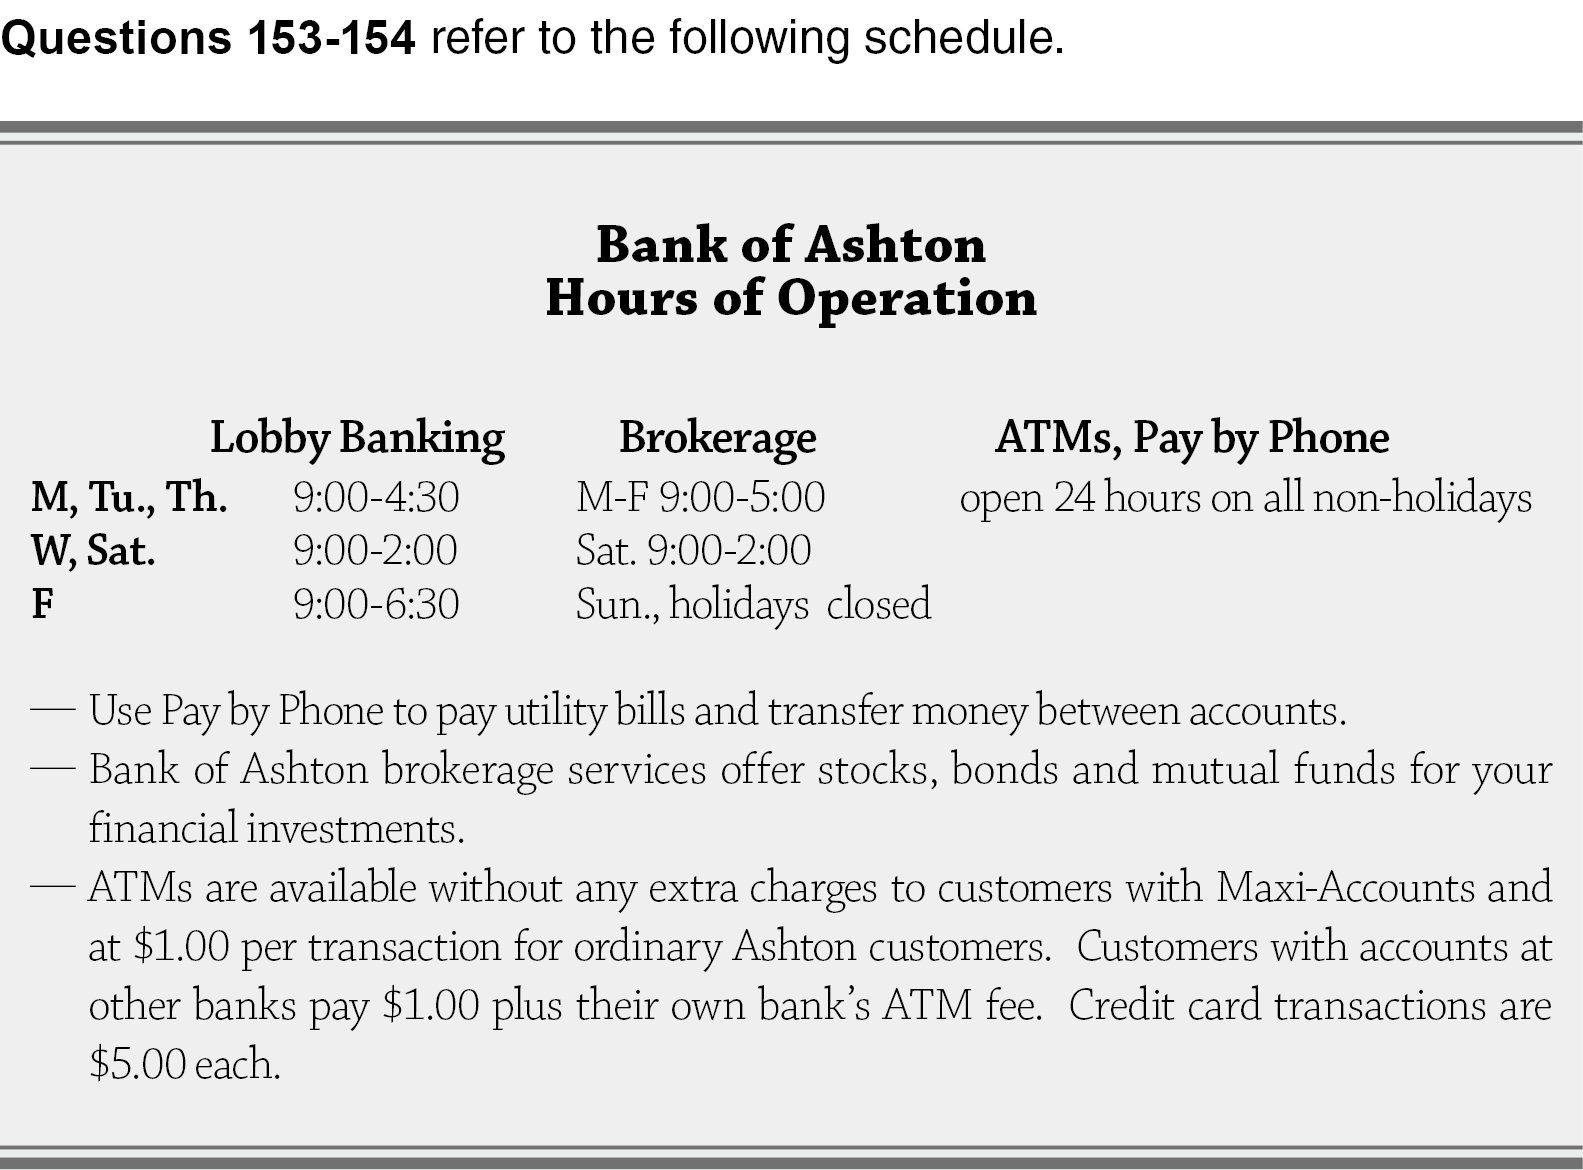 Questions 153-154 refer to the following schedule.
Bank of Ashton
Hours of Operation
Lobby Banking Brokerage ATMs, Pay by Phone
M, Tu., Th. 9:00-4:30 M-F 9:00-5:00 open 24 hours on all non-holidays
W, Sat. 9:00-2:00 Sat. 9:00-2:00
F 9:00-6:30 Sun., holidays closed
— Use Pay by Phone to pay utility bills and transfer money between accounts.
— Bank of Ashton brokerage services offer stocks, bonds and mutual funds for your
financial investments.
— ATMs are available without any extra charges to customers with Maxi-Accounts and
at $1.00 per transaction for ordinary Ashton customers. Customers with accounts at
other banks pay $1.00 plus their own bank's ATM fee. Credit card transactions are
$5.00 each.